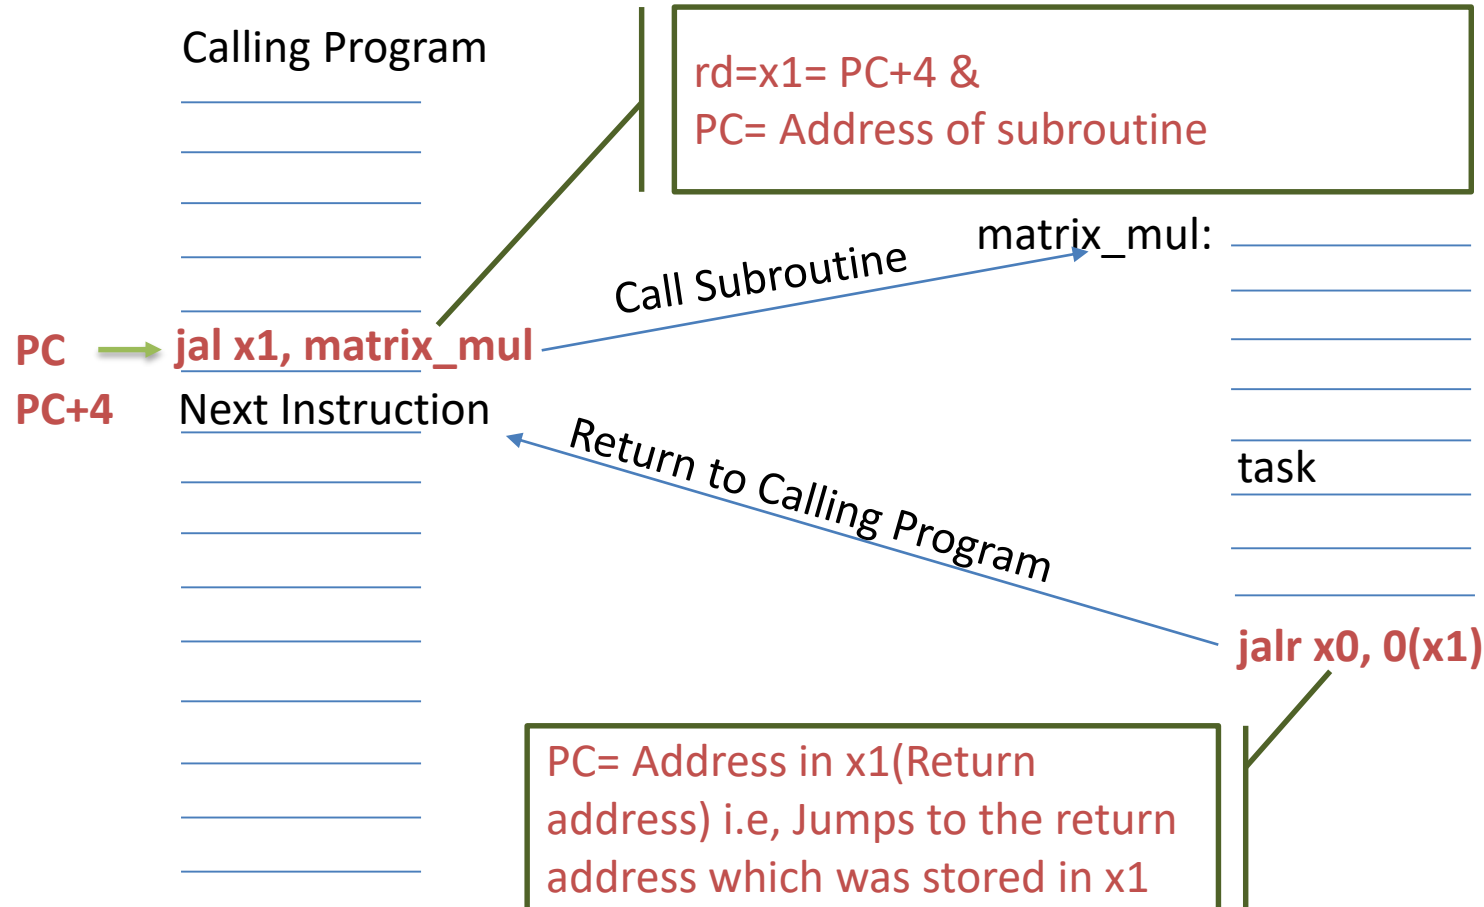 Calling Program
rd=x1= PC+4 &
PC= Address of subroutine
matrix_mul:
Call Subroutine
PC
jal x1, matrix_mul
PC+4
Next Instruction
Return to Calling Program
task
jalr x0, 0(x1)
PC= Address in x1(Return
address) i.e, Jumps to the return
address which was stored in x1